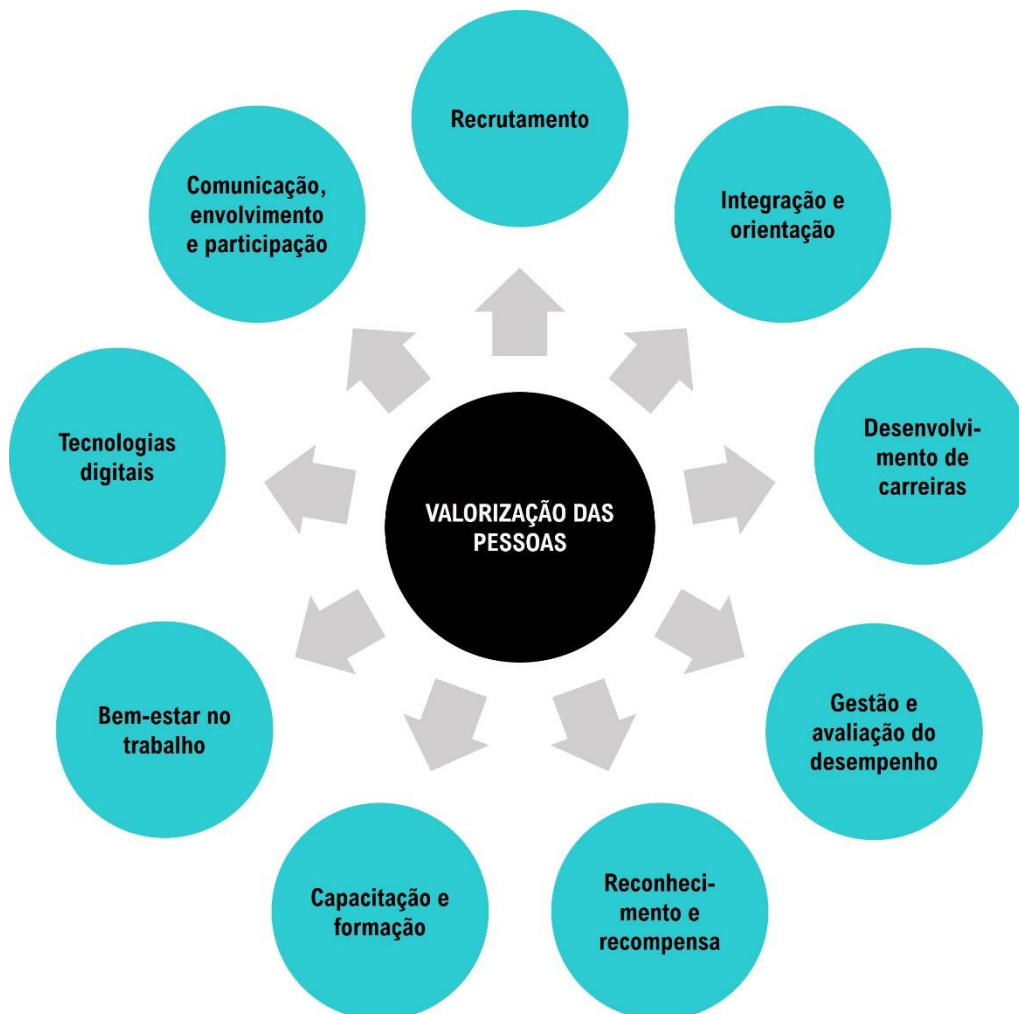 Recrutamento
Integração e
orientação
Desenvolvi-
mento de
carreiras
Gestão e
avaliação do
desempenho
Reconheci-
mento e
recompensa
Capacitação e
formação
Bem-estar no
trabalho
Tecnologias
digitais
Comunicação,
envolvimento
e participação
VALORIZAÇÃO DAS
PESSOAS